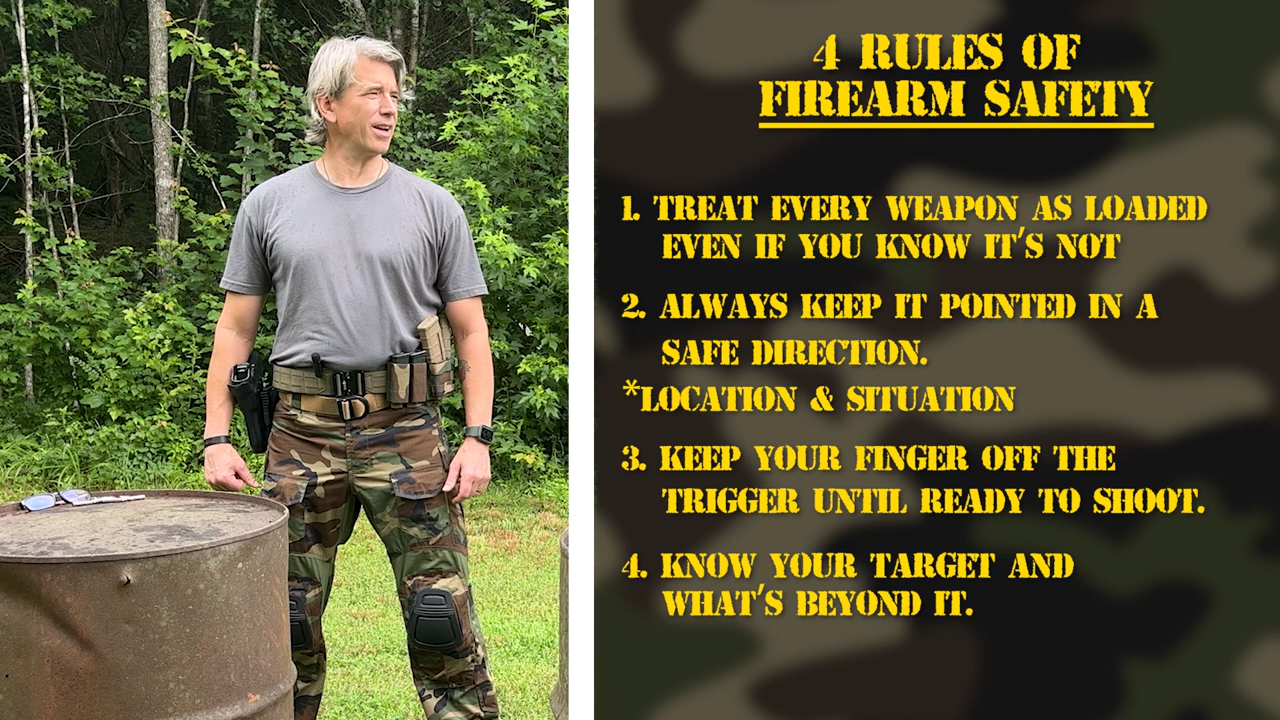 4 RULES OF
FIREARM SAFETY
1. TREAT EVERY WEAPON AS LOADED
EVEN IF YOU KNOW IT'S NOT
2. ALWAYS KEEP IT POINTED IN A
SAFE DIRECTION.
*LOCATION & SITUATION
3. KEEP YOUR FINGER OFF THE
TRIGGER UNTIL READY TO SHOOT.
4. KNOW YOUR TARGET AND
WHAT'S BEYOND IT.